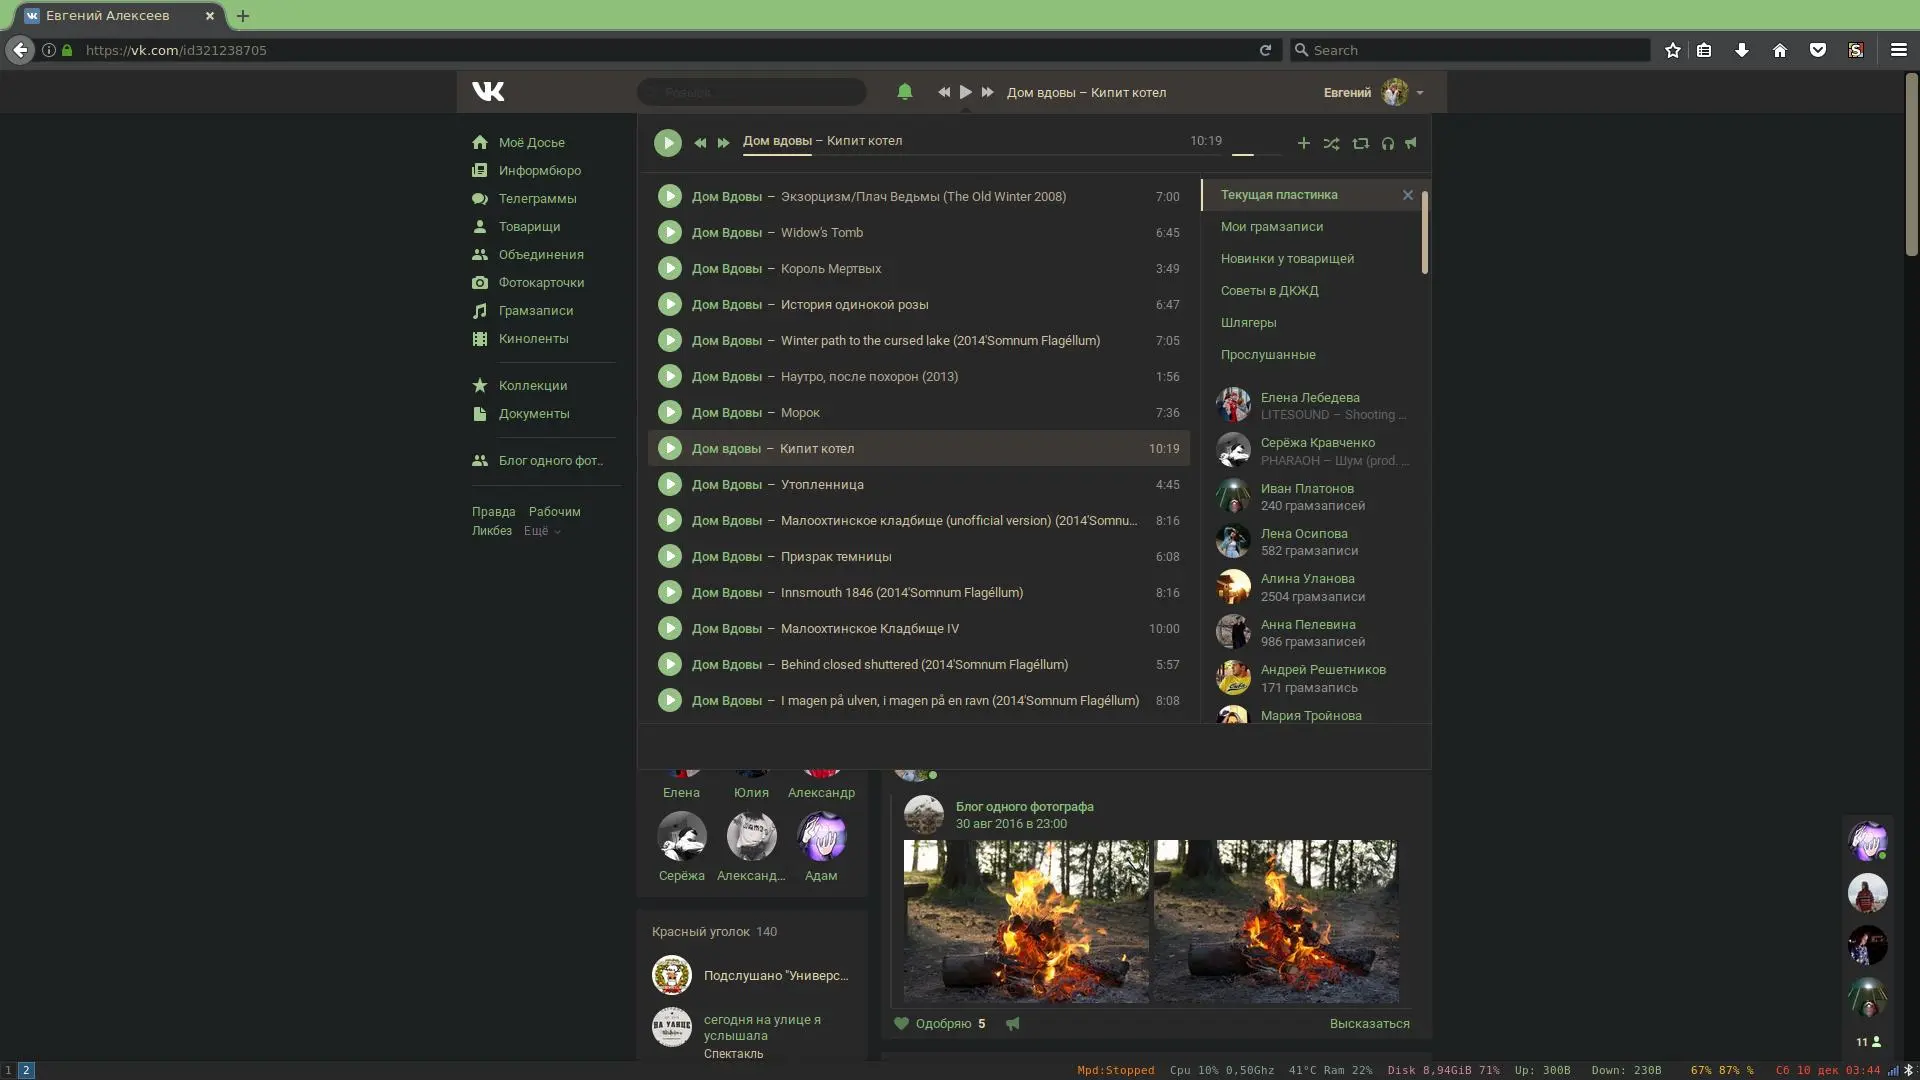 Евгений Алексеев
https://vk.com/id321238705
Search
Дом вдовы – Кипит котел
Евгений
Моё Досье
Информбюро
Телеграммы
Товарищи
Объединения
Фотокарточки
Грамзаписи
Киноленты
Коллекции
Документы
Блог одного фот..
Правда Рабочим
Ликбез Ещё
Дом вдовы – Кипит котел 10:19
Дом Вдовы – Экзорцизм/Плач Ведьмы (The Old Winter 2008) 7:00
Дом Вдовы – Widow's Tomb 6:45
Дом Вдовы – Король Мертвых 3:49
Дом Вдовы – История одинокой розы 6:47
Дом Вдовы – Winter path to the cursed lake (2014'Somnum Flagéllum) 7:05
Дом Вдовы – Наутро, после похорон (2013) 1:56
Дом Вдовы – Морок 7:36
Дом вдовы – Кипит котел 10:19
Дом Вдовы – Утопленница 4:45
Дом Вдовы – Малоохтинское кладбище (unofficial version) (2014'Somnu... 8:16
Дом Вдовы – Призрак темницы 6:08
Дом Вдовы – Innsmouth 1846 (2014'Somnum Flagéllum) 8:16
Дом Вдовы – Малоохтинское Кладбище IV 10:00
Дом Вдовы – Behind closed shuttered (2014'Somnum Flagéllum) 5:57
Дом Вдовы – I magen på ulven, i magen på en ravn (2014'Somnum Flagéllum) 8:08
Текущая пластинка
Мои грамзаписи
Новинки у товарищей
Советы в ДКЖД
Шлягеры
Прослушанные
Елена Лебедева
LITESOUND – Shooting ...
Серёжа Кравченко
PHARAOH – Шум (prod. ...
Иван Платонов
240 грамзаписей
Лена Осипова
582 грамзаписи
Алина Уланова
2504 грамзаписи
Анна Пелевина
986 грамзаписей
Андрей Решетников
171 грамзапись
Мария Тройнова
Елена Юлия Александр
Серёжа Александ... Адам
Красный уголок 140
Подслушано "Универс...
сегодня на улице я
услышала
Спектакль
НА УЛИЦЕ
Блог одного фотографа
30 авг 2016 в 23:00
Одобряю 5
Высказаться
11
1 2
Mpd:Stopped Cpu 10% 0,50Ghz 41°C Ram 22% Disk 8,94GiB 71% Up: 300B Down: 230B 67% 87% % Сб 10 дек 03:44